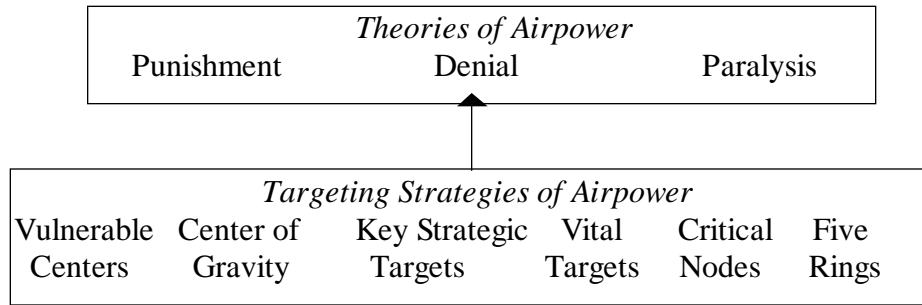 Theories of Airpower
Punishment Denial Paralysis
Targeting Strategies of Airpower
Vulnerable Center of Key Strategic Vital Critical Five
Centers Gravity Targets Targets Nodes Rings